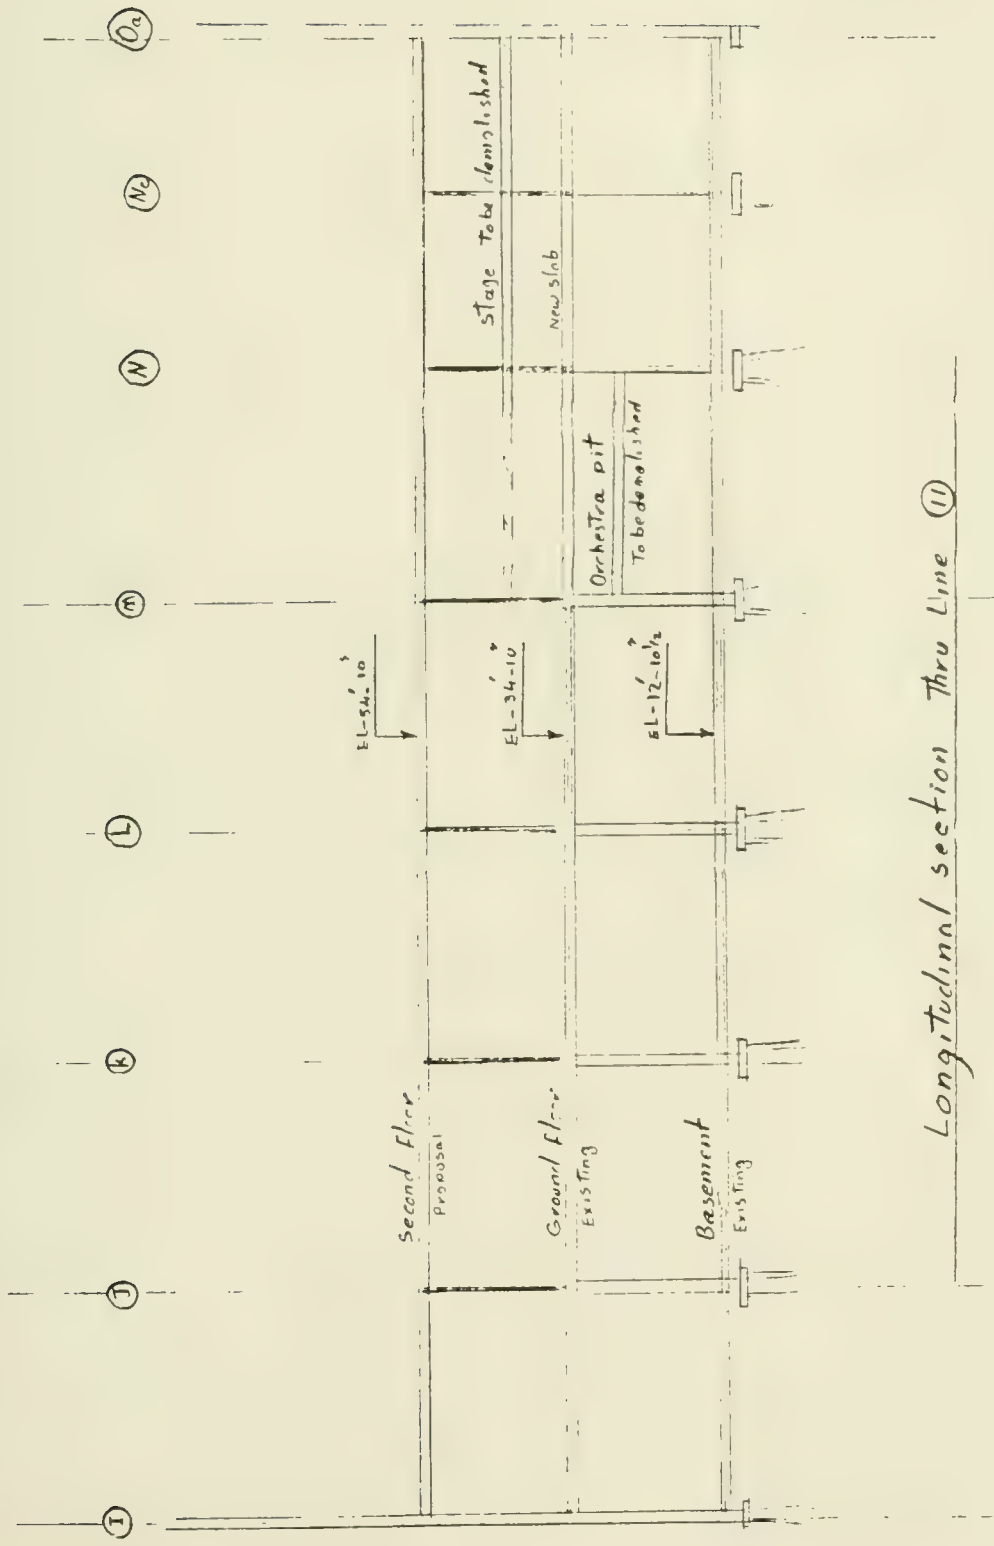 I
J
K
L
M
N
Nc
Oa
EL-54'-10"
EL-34'-10"
EL-12'-10½"
Second floor
Proposal
Ground floor
Existing
Basement
Existing
Stage To be demolished
New slab
Orchestra pit
To be demolished
Longitudinal section Thru Line 11